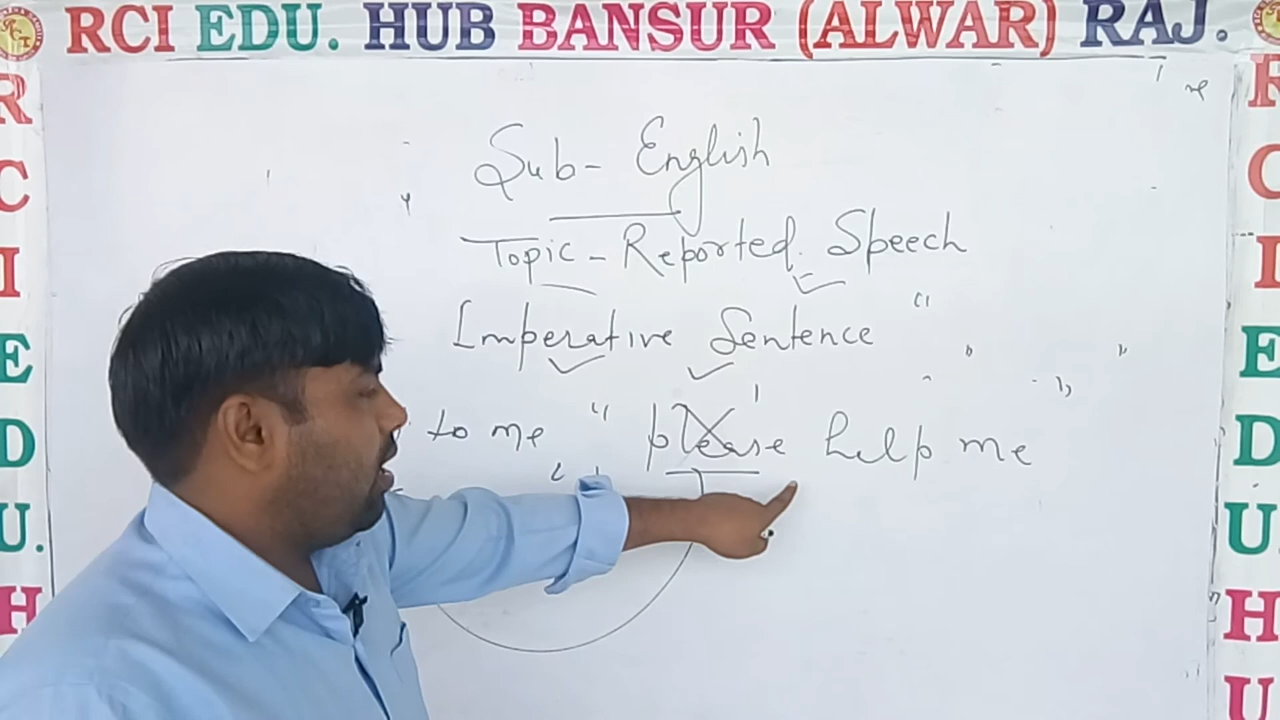 RCI EDU. HUB BANSUR (ALWAR) RAJ.
Sub- English
Topic - Reported Speech
Imperative Sentence
to me " please help me
R
C
I
E
D
U.
H
R
C
I
E
D
U.
H
U